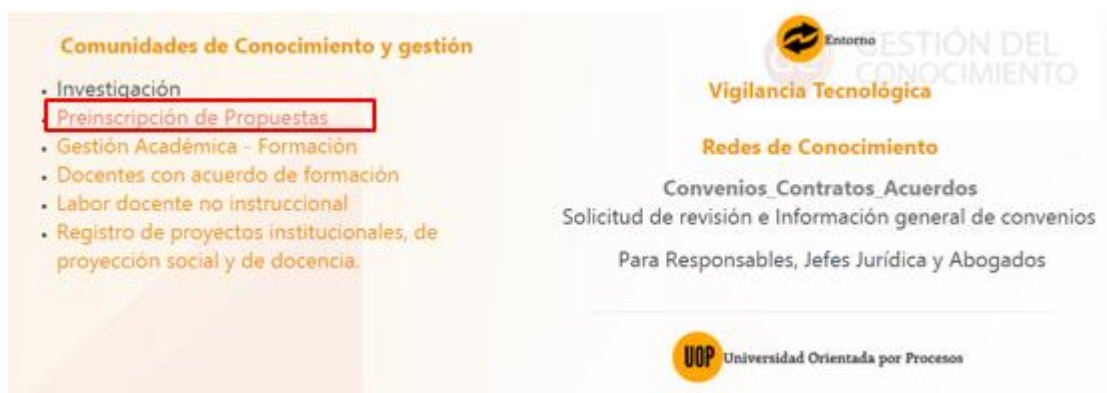 Comunidades de Conocimiento y gestión
Investigación
Preinscripción de Propuestas
Gestión Académica - Formación
Docentes con acuerdo de formación
Labor docente no instruccional
Registro de proyectos institucionales, de
proyección social y de docencia.
Entorno
GESTIÓN DEL
CONOCIMIENTO
Vigilancia Tecnológica
Redes de Conocimiento
Convenios_Contratos_Acuerdos
Solicitud de revisión e Información general de convenios
Para Responsables, Jefes Jurídica y Abogados
UOP Universidad Orientada por Procesos